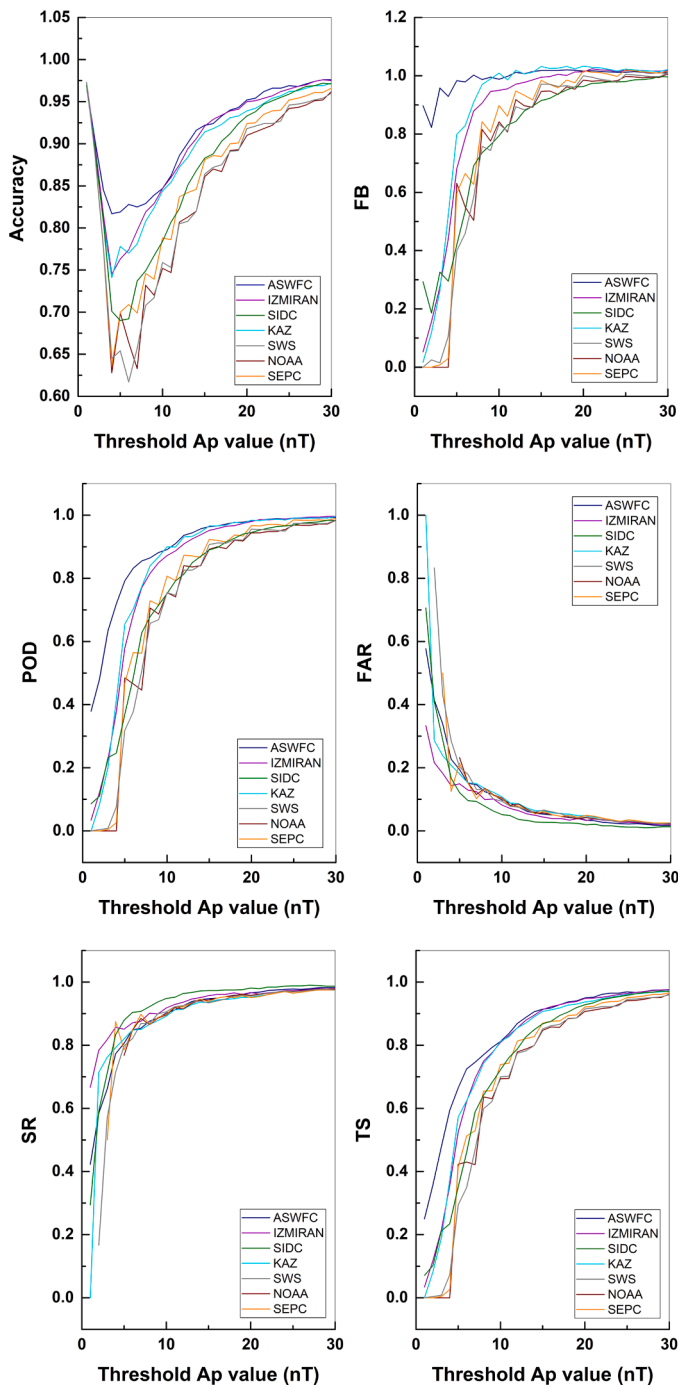 1.05
1.00
0.95
0.90
0.85
0.80
0.75
0.70
0.65
0.60
Accuracy
ASWFC
IZMIRAN
SIDC
KAZ
SWS
NOAA
SEPC
0 10 20 30
Threshold Ap value (nT)
1.2
1.0
0.8
0.6
0.4
0.2
0.0
FB
ASWFC
IZMIRAN
SIDC
KAZ
SWS
NOAA
SEPC
0 10 20 30
Threshold Ap value (nT)
1.0
0.8
0.6
0.4
0.2
0.0
POD
ASWFC
IZMIRAN
SIDC
KAZ
SWS
NOAA
SEPC
0 10 20 30
Threshold Ap value (nT)
1.0
0.8
0.6
0.4
0.2
0.0
FAR
ASWFC
IZMIRAN
SIDC
KAZ
SWS
NOAA
SEPC
0 10 20 30
Threshold Ap value (nT)
1.0
0.8
0.6
0.4
0.2
0.0
SR
ASWFC
IZMIRAN
SIDC
KAZ
SWS
NOAA
SEPC
0 10 20 30
Threshold Ap value (nT)
1.0
0.8
0.6
0.4
0.2
0.0
TS
ASWFC
IZMIRAN
SIDC
KAZ
SWS
NOAA
SEPC
0 10 20 30
Threshold Ap value (nT)